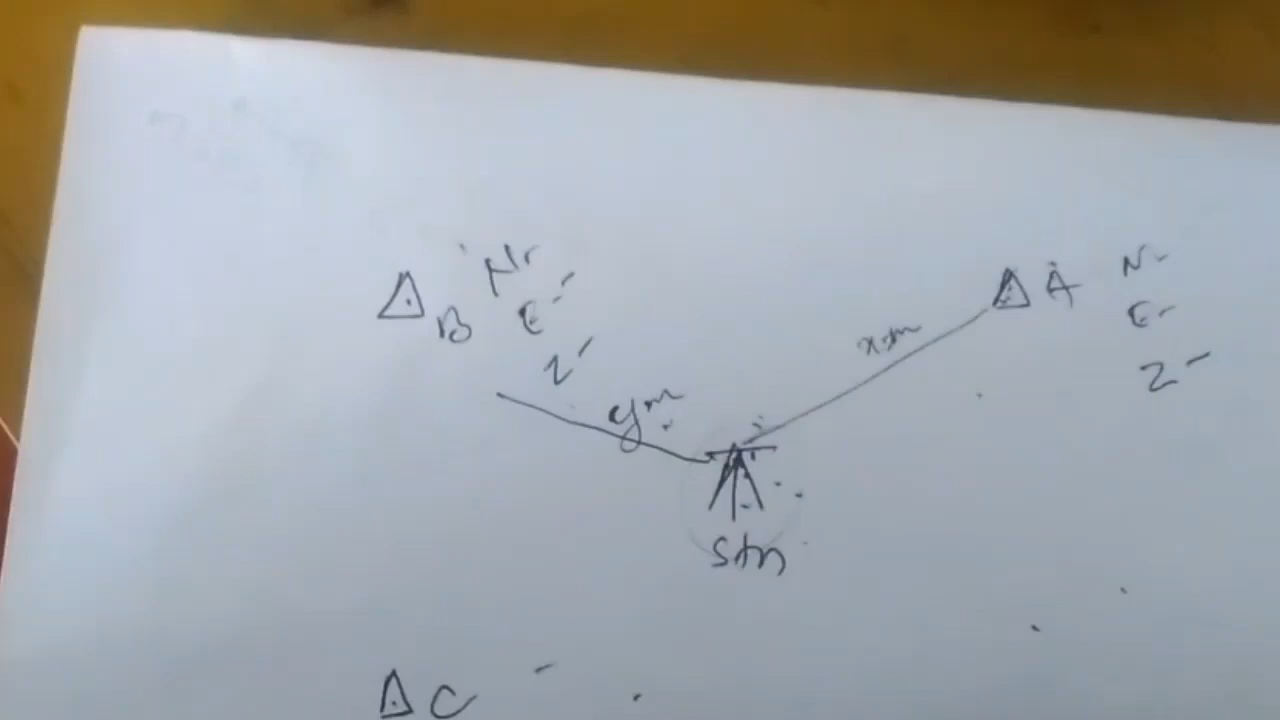 B
N-
E-
Z-
A
N-
E-
Z-
ym
xm
Stn
C